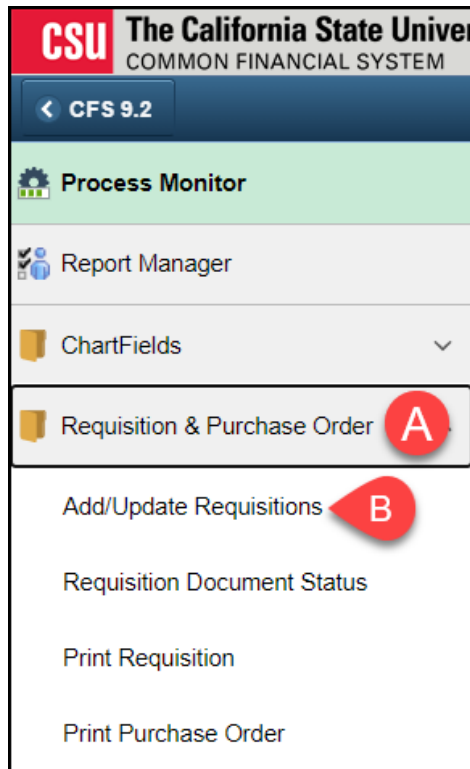 CSU The California State Univer
COMMON FINANCIAL SYSTEM
CFS 9.2
Process Monitor
Report Manager
ChartFields
Requisition & Purchase Order A
Add/Update Requisitions B
Requisition Document Status
Print Requisition
Print Purchase Order